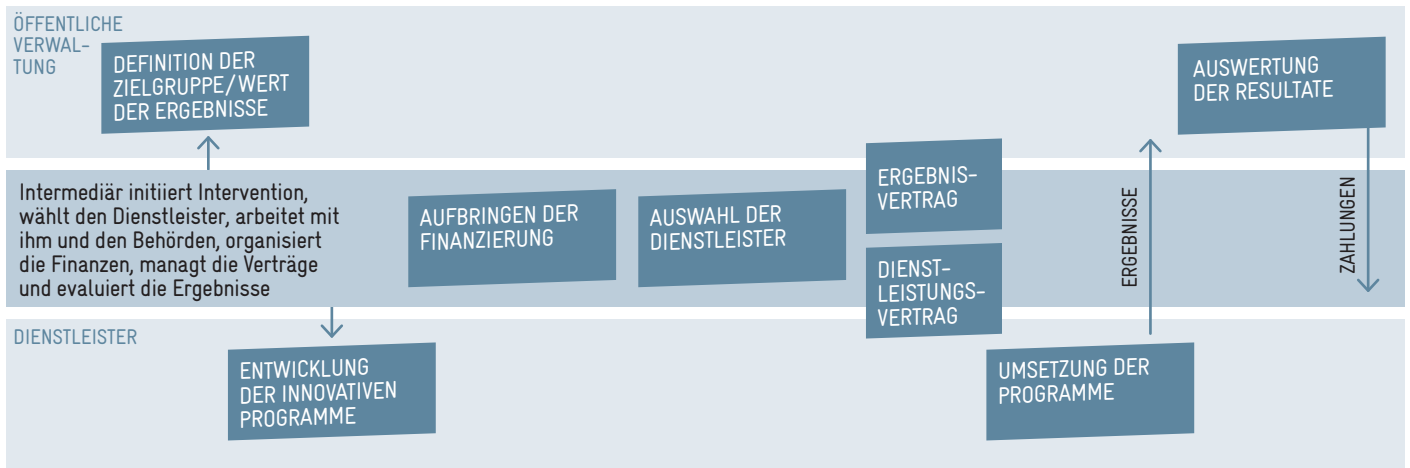 ÖFFENTLICHE
VERWAL-
TUNG
DEFINITION DER
ZIELGRUPPE/WERT
DER ERGEBNISSE
AUSWERTUNG
DER RESULTATE
Intermediär initiiert Intervention,
wählt den Dienstleister, arbeitet mit
ihm und den Behörden, organisiert
die Finanzen, managt die Verträge
und evaluiert die Ergebnisse
AUFBRINGEN DER
FINANZIERUNG
AUSWAHL DER
DIENSTLEISTER
ERGEBNIS-
VERTRAG
DIENST-
LEISTUNGS-
VERTRAG
ERGEBNISSE
ZAHLUNGEN
DIENSTLEISTER
ENTWICKLUNG
DER INNOVATIVEN
PROGRAMME
UMSETZUNG DER
PROGRAMME